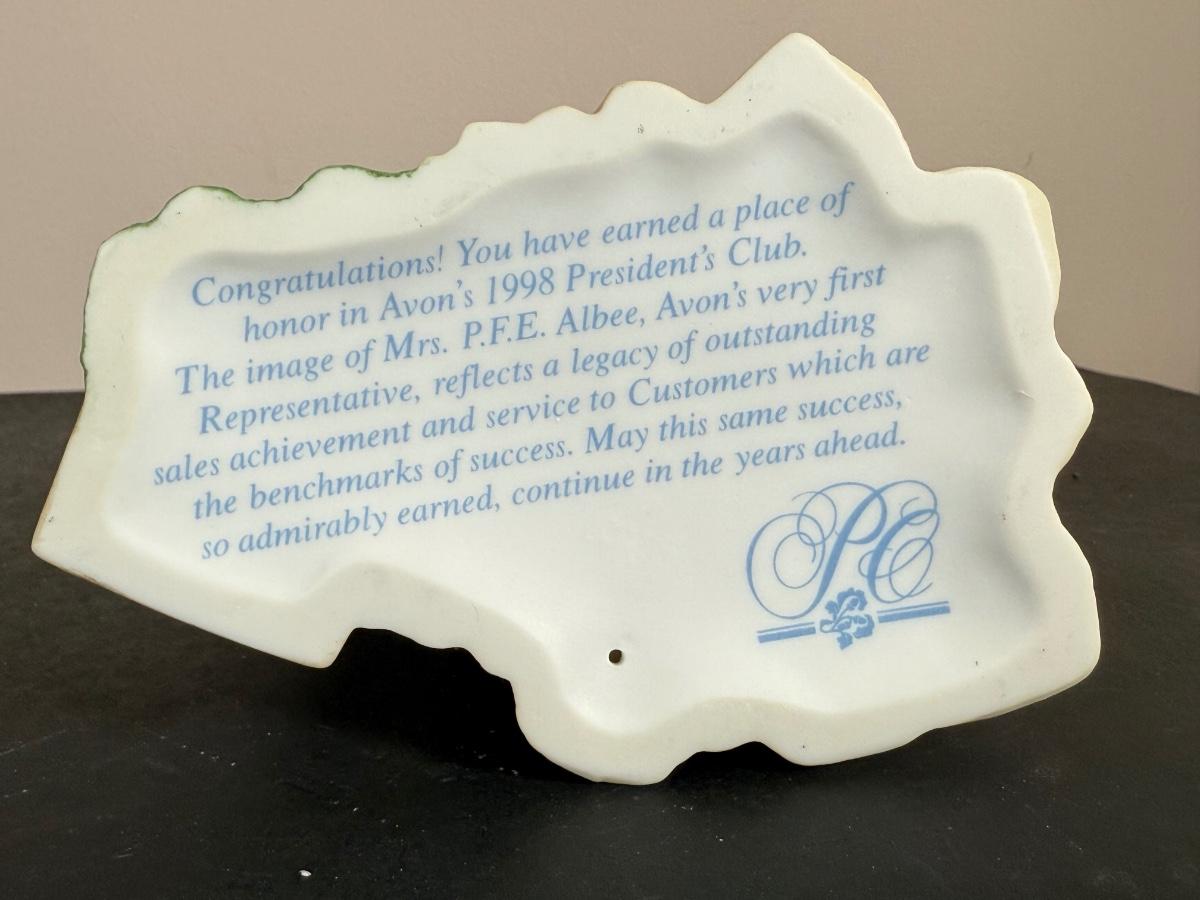 Congratulations! You have earned a place of
honor in Avon's 1998 President's Club.
The image of Mrs. P.F.E. Albee, Avon's very first
Representative, reflects a legacy of outstanding
sales achievement and service to Customers which are
the benchmarks of success. May this same success,
so admirably earned, continue in the years ahead.
PC